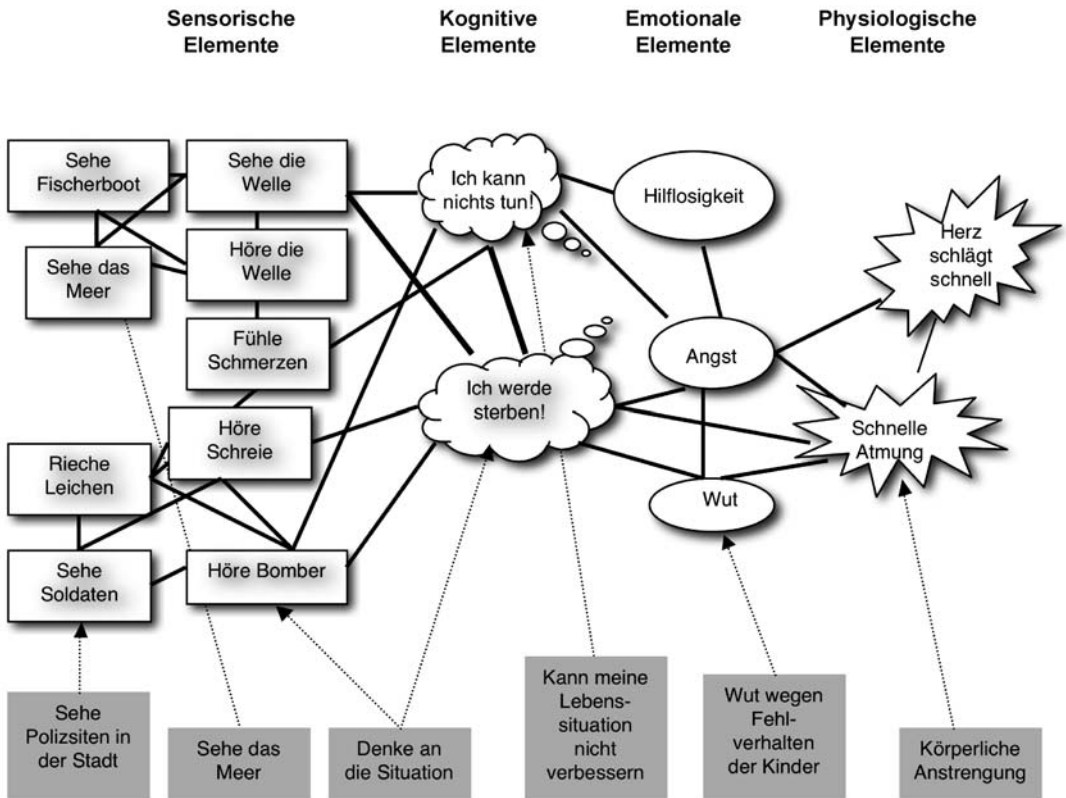 Sensorische
Elemente
Kognitive
Elemente
Emotionale
Elemente
Physiologische
Elemente
Sehe
Fischerboot
Sehe die
Welle
Ich kann
nichts tun!
Hilflosigkeit
Herz
schlägt
schnell
Sehe das
Meer
Höre die
Welle
Fühle
Schmerzen
Angst
Ich werde
sterben!
Höre
Schreie
Schnelle
Atmung
Rieche
Leichen
Wut
Sehe
Soldaten
Höre Bomber
Sehe
Polizsiten in
der Stadt
Sehe das
Meer
Denke an
die Situation
Kann meine
Lebens-
situation
nicht
verbessern
Wut wegen
Fehl-
verhalten
der Kinder
Körperliche
Anstrengung